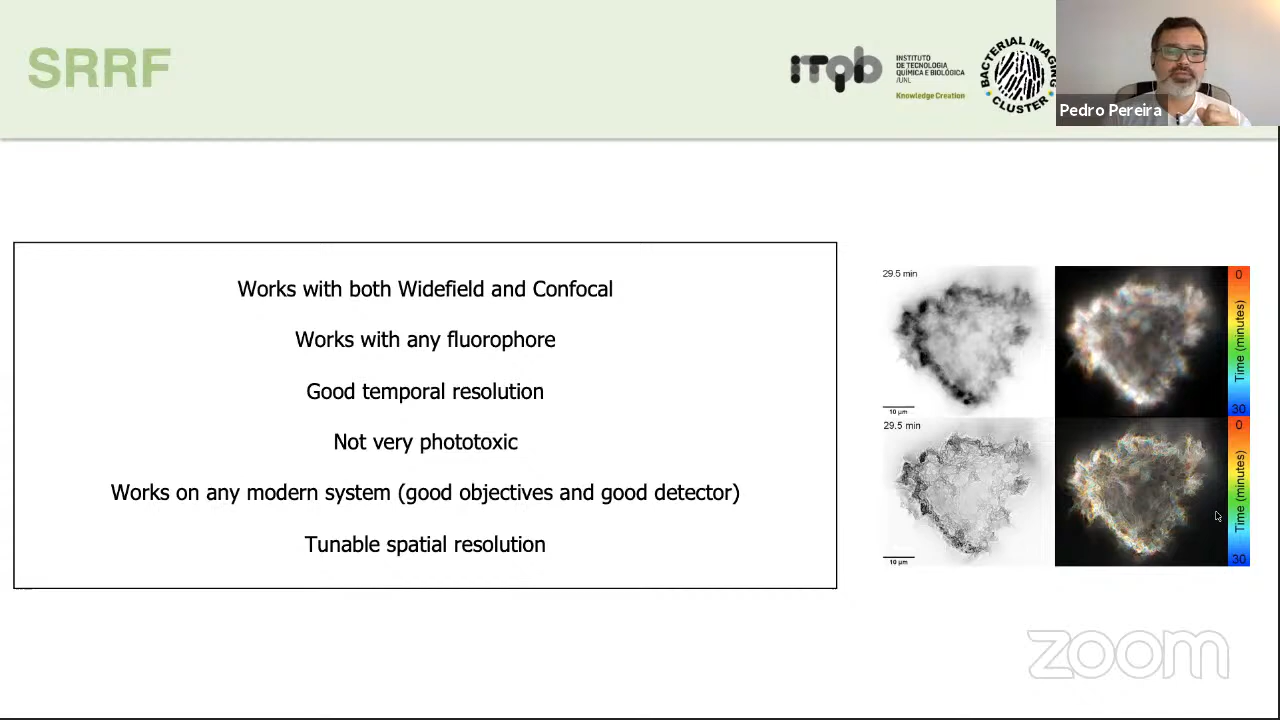 SRRF
iTqb
INSTITUTO
DE TECNOLOGIA
QUÍMICA E BIOLÓGICA
/UNL
Knowledge Creation
BACTERIAL IMAGING
CLUSTER
Pedro Pereira
Works with both Widefield and Confocal
Works with any fluorophore
Good temporal resolution
Not very phototoxic
Works on any modern system (good objectives and good detector)
Tunable spatial resolution
29.5 min
10 μm
0
Time (minutes)
30
29.5 min
10 μm
0
Time (minutes)
30
zoom